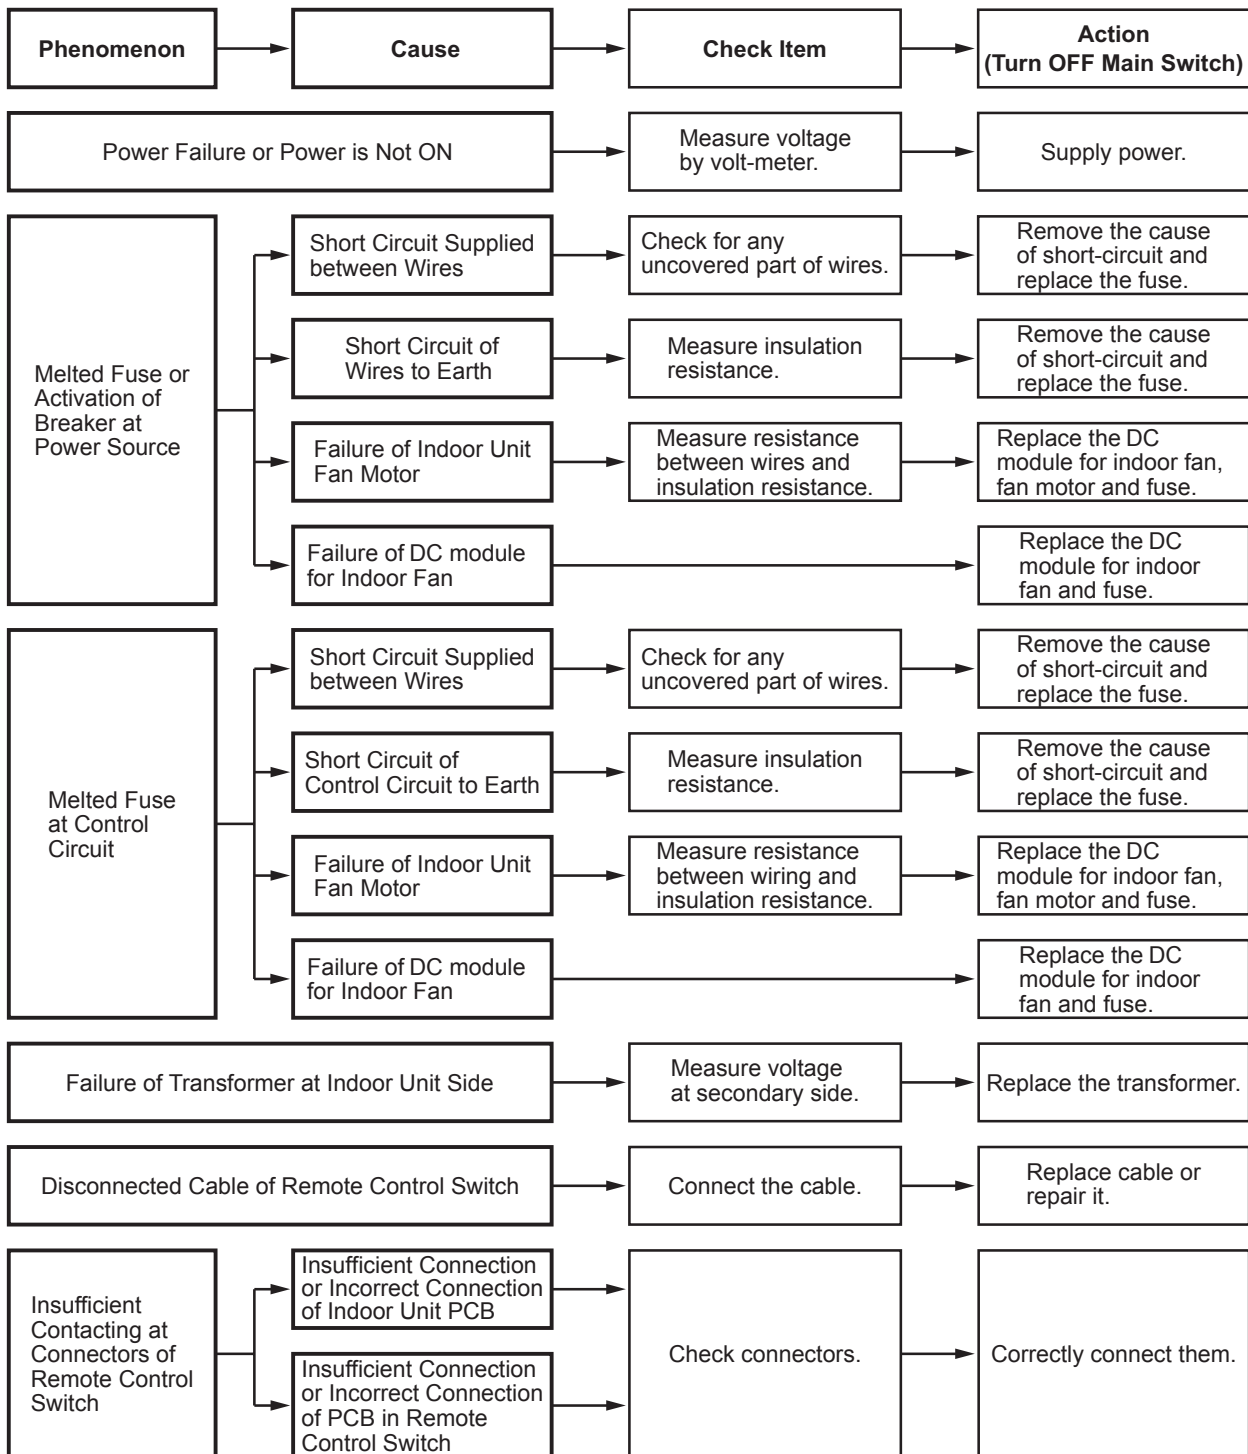 Phenomenon
Cause
Check Item
Action
(Turn OFF Main Switch)
Power Failure or Power is Not ON
Measure voltage
by volt-meter.
Supply power.
Melted Fuse or
Activation of
Breaker at
Power Source
Short Circuit Supplied
between Wires
Check for any
uncovered part of wires.
Remove the cause
of short-circuit and
replace the fuse.
Short Circuit of
Wires to Earth
Measure insulation
resistance.
Remove the cause
of short-circuit and
replace the fuse.
Failure of Indoor Unit
Fan Motor
Measure resistance
between wires and
insulation resistance.
Replace the DC
module for indoor fan,
fan motor and fuse.
Failure of DC module
for Indoor Fan
Replace the DC
module for indoor
fan and fuse.
Melted Fuse
at Control
Circuit
Short Circuit Supplied
between Wires
Check for any
uncovered part of wires.
Remove the cause
of short-circuit and
replace the fuse.
Short Circuit of
Control Circuit to Earth
Measure insulation
resistance.
Remove the cause
of short-circuit and
replace the fuse.
Failure of Indoor Unit
Fan Motor
Measure resistance
between wiring and
insulation resistance.
Replace the DC
module for indoor fan,
fan motor and fuse.
Failure of DC module
for Indoor Fan
Replace the DC
module for indoor
fan and fuse.
Failure of Transformer at Indoor Unit Side
Measure voltage
at secondary side.
Replace the transformer.
Disconnected Cable of Remote Control Switch
Connect the cable.
Replace cable or
repair it.
Insufficient
Contacting at
Connectors of
Remote Control
Switch
Insufficient Connection
or Incorrect Connection
of Indoor Unit PCB
Insufficient Connection
or Incorrect Connection
of PCB in Remote
Control Switch
Check connectors.
Correctly connect them.